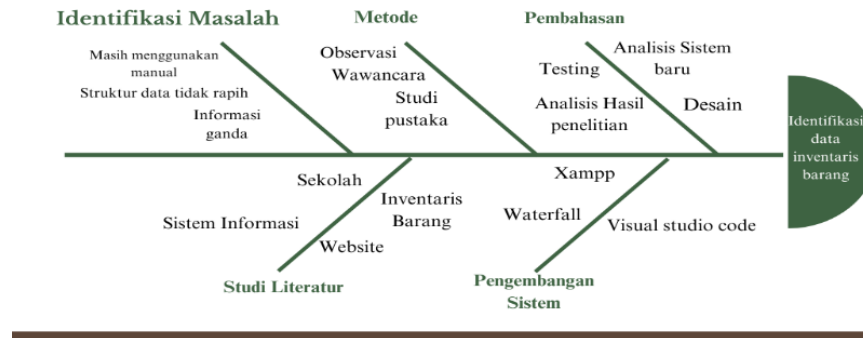 Identifikasi Masalah
Masih menggunakan
manual
Struktur data tidak rapih
Informasi
ganda
Metode
Observasi
Wawancara
Studi
pustaka
Pembahasan
Analisis Sistem
baru
Testing
Analisis Hasil
penelitian
Desain
Identifikasi
data
inventaris
barang
Sekolah
Sistem Informasi
Inventaris
Barang
Website
Studi Literatur
Xampp
Waterfall
Visual studio code
Pengembangan
Sistem